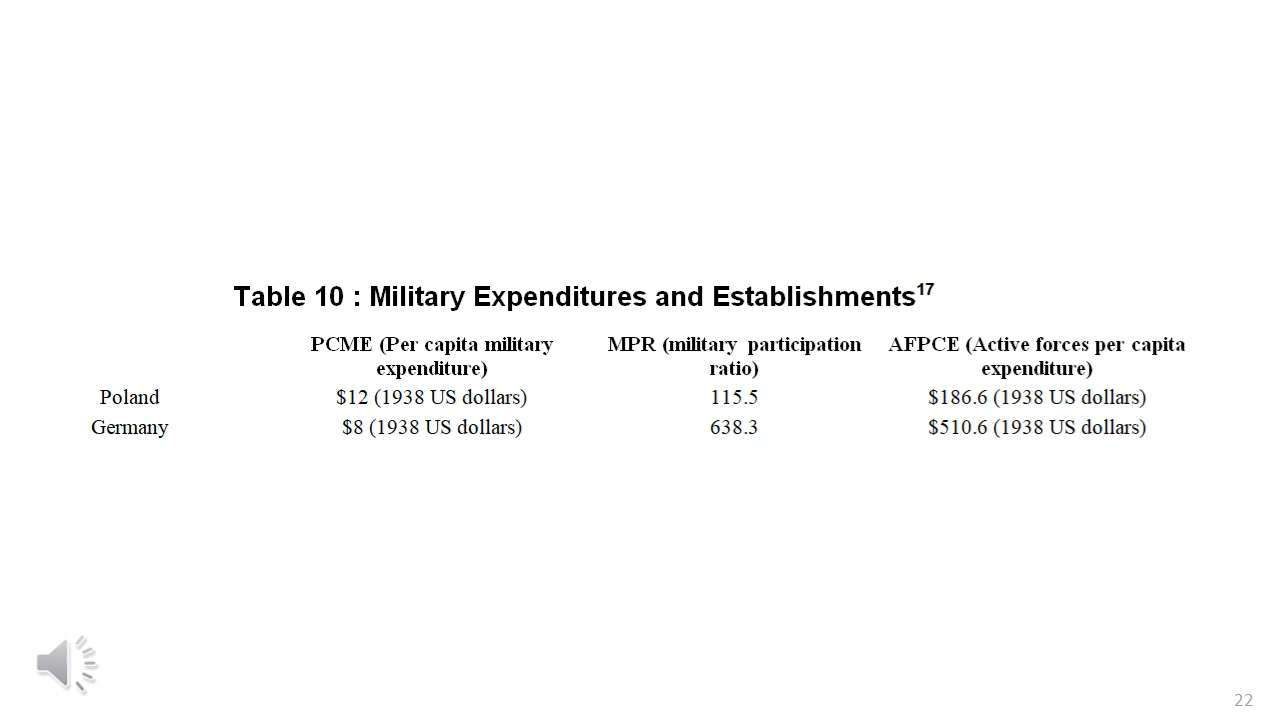 Table 10 : Military Expenditures and Establishments17
PCME (Per capita military MPR (military participation AFPCE (Active forces per capita
expenditure) ratio) expenditure)
Poland $12 (1938 US dollars) 115.5 $186.6 (1938 US dollars)
Germany $8 (1938 US dollars) 638.3 $510.6 (1938 US dollars)
22